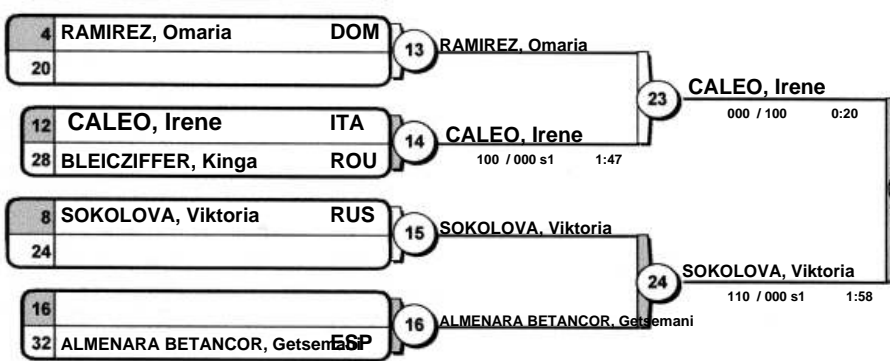 4 RAMIREZ, Omaria DOM
20
13
RAMIREZ, Omaria
12 CALEO, Irene ITA
28 BLEICZIFFER, Kinga ROU
14
CALEO, Irene
100 / 000 s1 1:47
23
CALEO, Irene
000 / 100 0:20
8 SOKOLOVA, Viktoria RUS
24
15
SOKOLOVA, Viktoria
16
32 ALMENARA BETANCOR, Getsemani ESP
16
ALMENARA BETANCOR, Getsemani
24
SOKOLOVA, Viktoria
110 / 000 s1 1:58